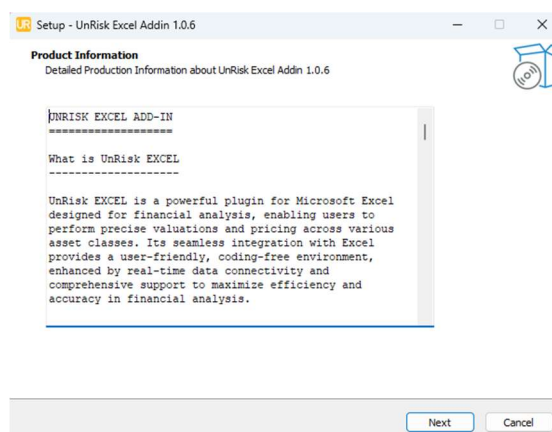 UR Setup - UnRisk Excel Addin 1.0.6
Product Information
Detailed Production Information about UnRisk Excel Addin 1.0.6
UNRISK EXCEL ADD-IN
===================
What is UnRisk EXCEL
--------------------
UnRisk EXCEL is a powerful plugin for Microsoft Excel
designed for financial analysis, enabling users to
perform precise valuations and pricing across various
asset classes. Its seamless integration with Excel
provides a user-friendly, coding-free environment,
enhanced by real-time data connectivity and
comprehensive support to maximize efficiency and
accuracy in financial analysis.
Next Cancel